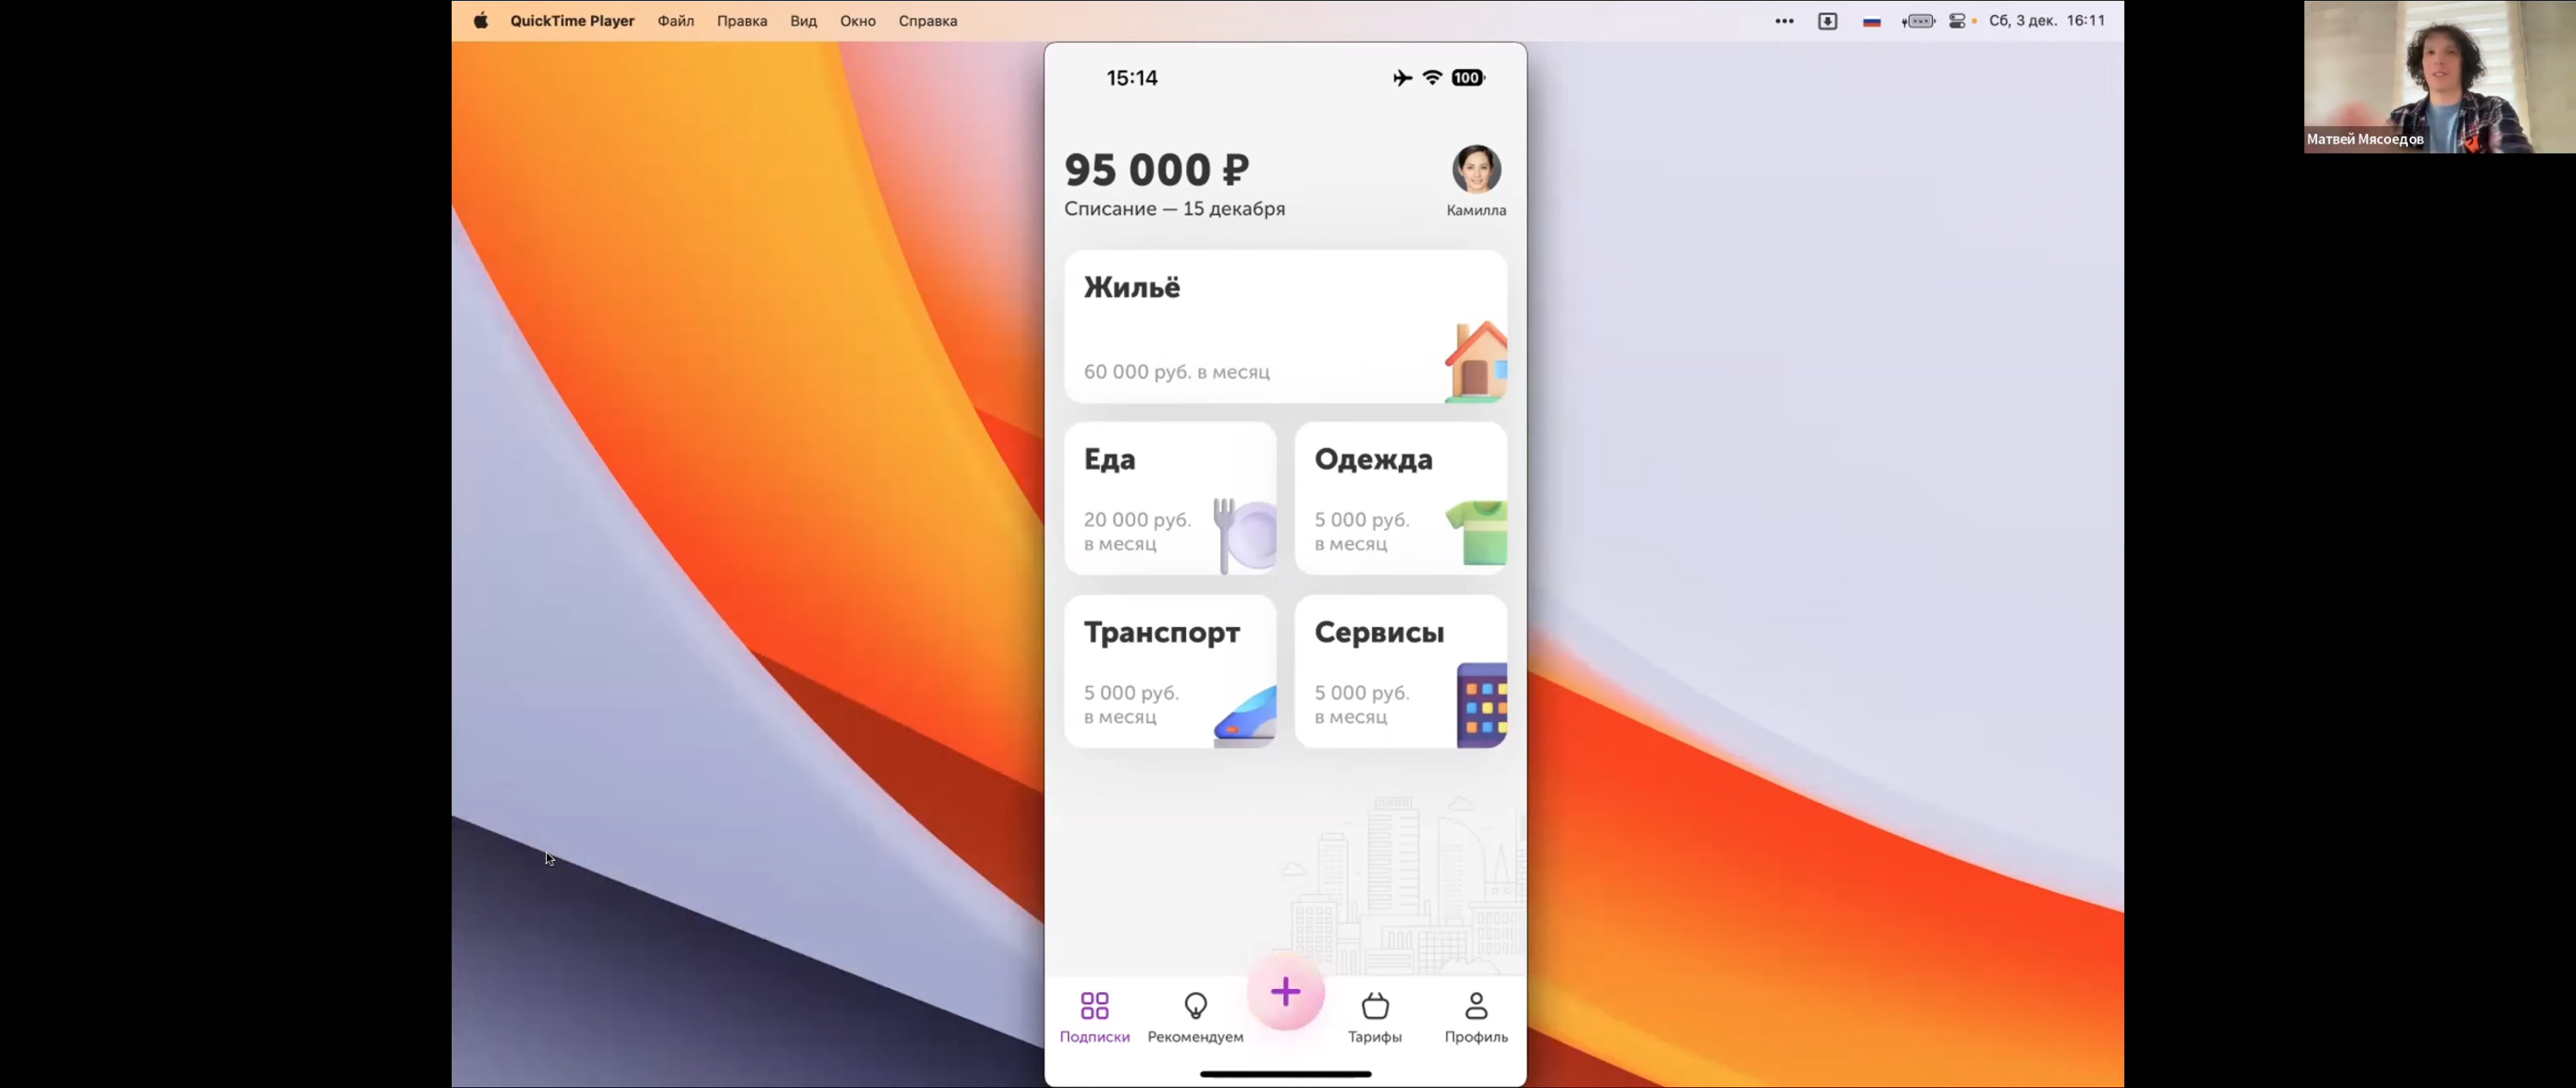 QuickTime Player Файл Правка Вид Окно Справка
Сб, 3 дек. 16:11
Матвей Мясоедов
15:14
100
95 000 ₽
Списание — 15 декабря
Камилла
Жильё
60 000 руб. в месяц
Еда
20 000 руб.
в месяц
Одежда
5 000 руб.
в месяц
Транспорт
5 000 руб.
в месяц
Сервисы
5 000 руб.
в месяц
Подписки Рекомендуем Тарифы Профиль